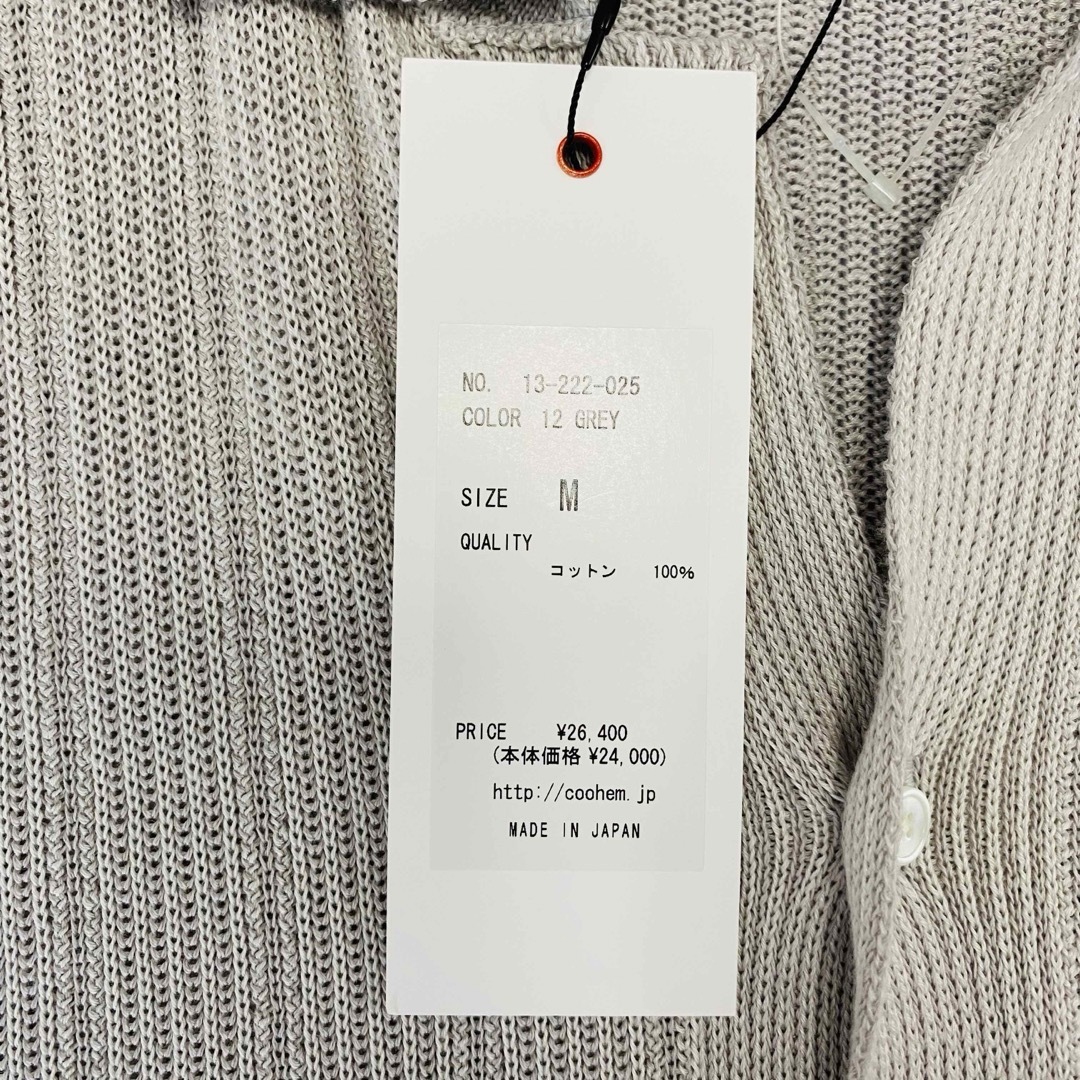 NO. 13-222-025
COLOR 12 GREY
SIZE M
QUALITY
コットン 100%
PRICE ¥26,400
(本体価格 ¥24,000)
http://coohem.jp
MADE IN JAPAN